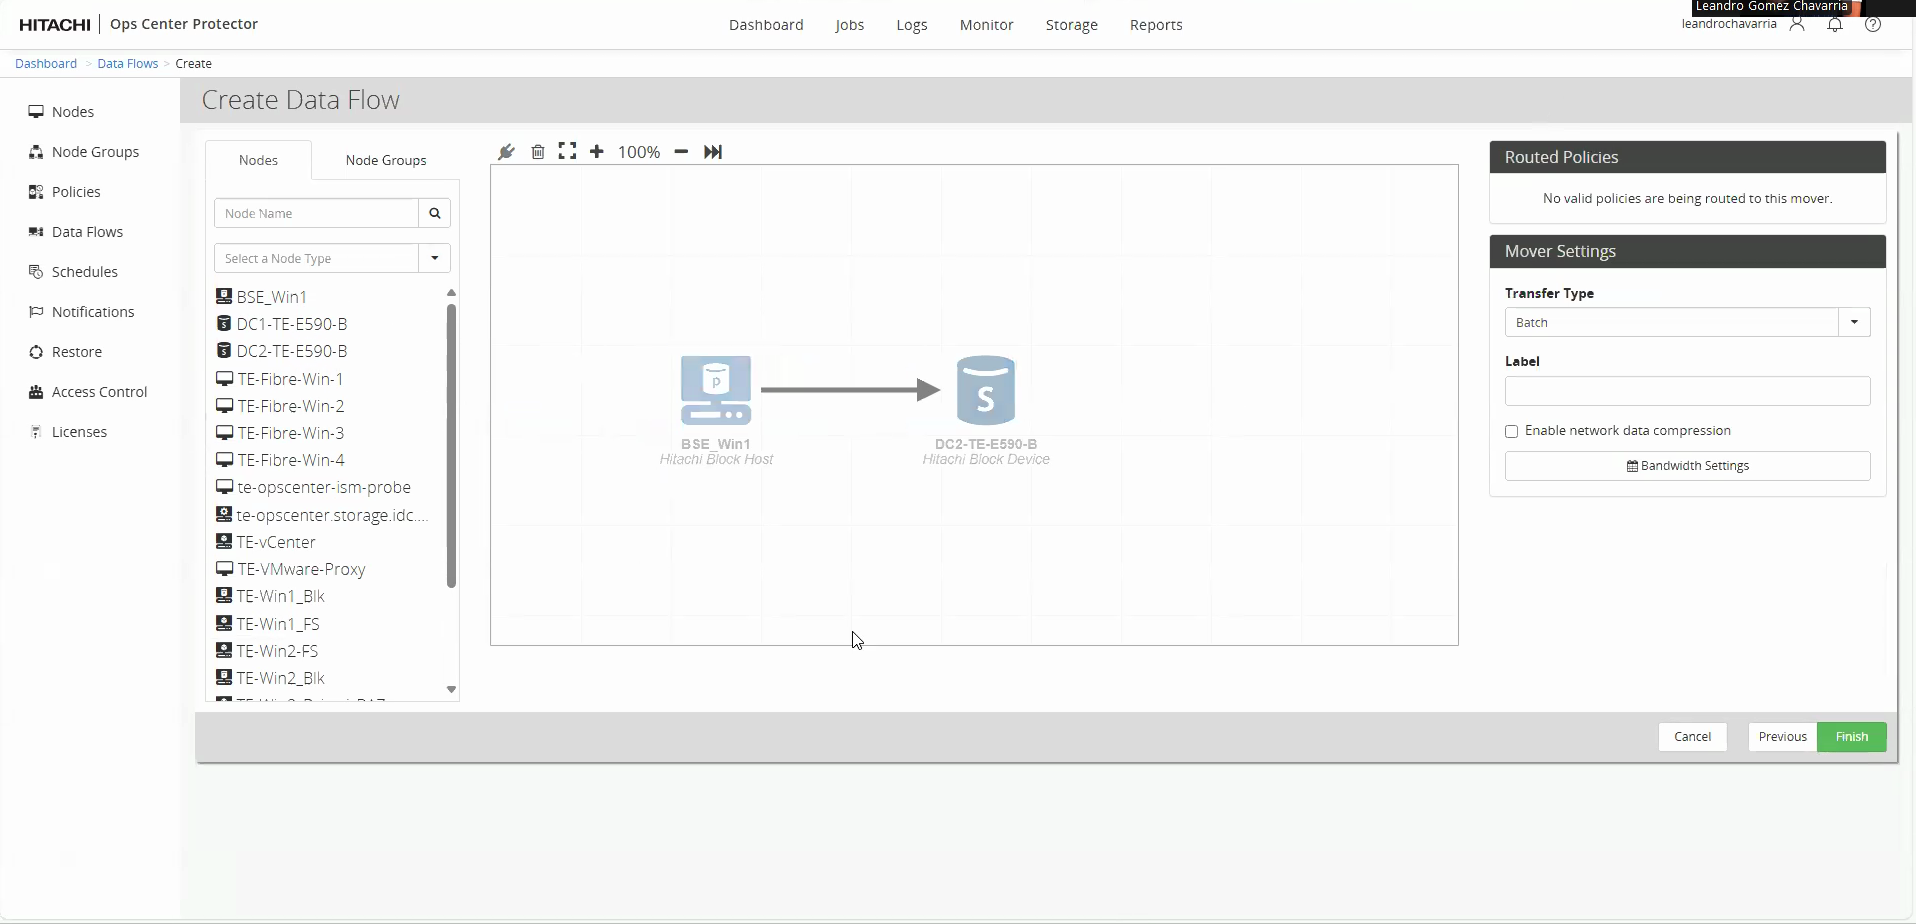 Leandro Gomez Chavarria
HITACHI Ops Center Protector
Dashboard Jobs Logs Monitor Storage Reports
leandrochavarria
Dashboard > Data Flows > Create
Nodes
Node Groups
Policies
Data Flows
Schedules
Notifications
Restore
Access Control
Licenses
Create Data Flow
Nodes Node Groups
Node Name
Select a Node Type
BSE_Win1
DC1-TE-E590-B
DC2-TE-E590-B
TE-Fibre-Win-1
TE-Fibre-Win-2
TE-Fibre-Win-3
TE-Fibre-Win-4
te-opscenter-ism-probe
te-opscenter.storage.idc....
TE-vCenter
TE-VMware-Proxy
TE-Win1_Blk
TE-Win1_FS
TE-Win2-FS
TE-Win2_Blk
100%
P
BSE_Win1
Hitachi Block Host
S
DC2-TE-E590-B
Hitachi Block Device
Routed Policies
No valid policies are being routed to this mover.
Mover Settings
Transfer Type
Batch
Label
Enable network data compression
Bandwidth Settings
Cancel Previous Finish